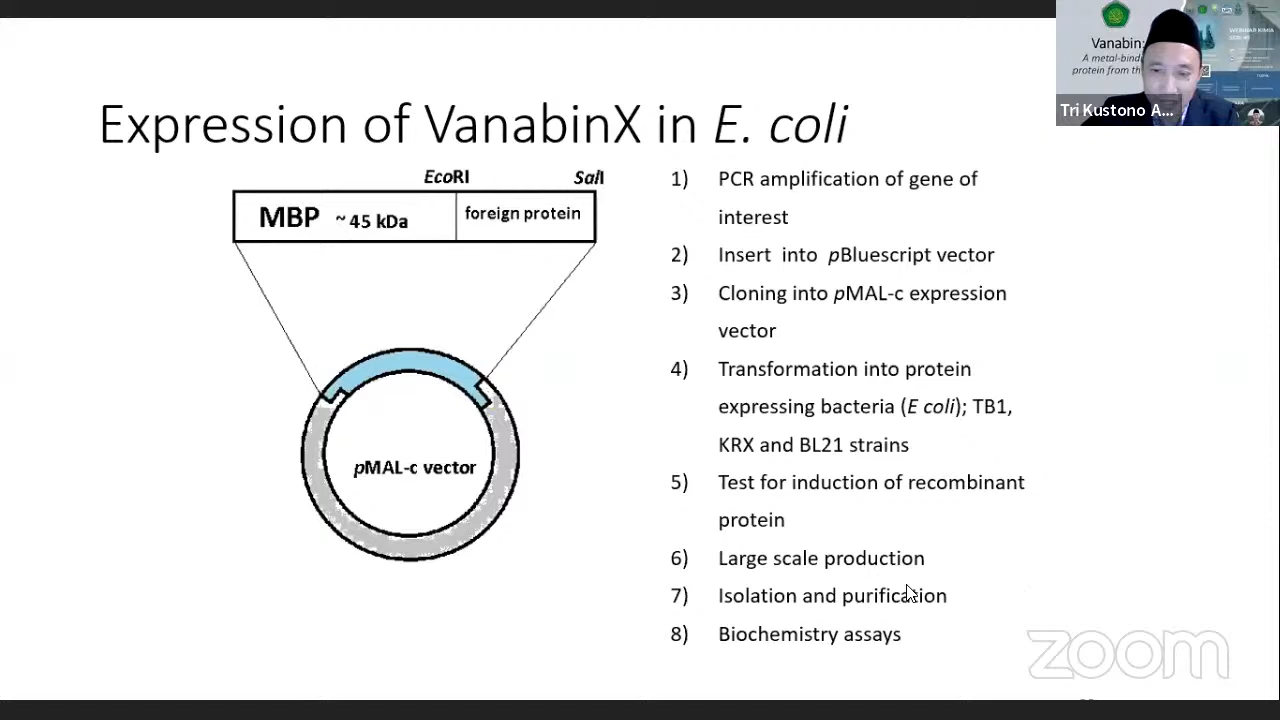 Expression of VanabinX in E. coli
EcoRI
SalI
MBP ~ 45 kDa
foreign protein
pMAL-c vector
1) PCR amplification of gene of
interest
2) Insert into pBluescript vector
3) Cloning into pMAL-c expression
vector
4) Transformation into protein
expressing bacteria (E coli); TB1,
KRX and BL21 strains
5) Test for induction of recombinant
protein
6) Large scale production
7) Isolation and purification
8) Biochemistry assays
Vanabin:
A metal-bind
protein from th
WEBINAR KIMIA
Tri Kustono A...
zoom